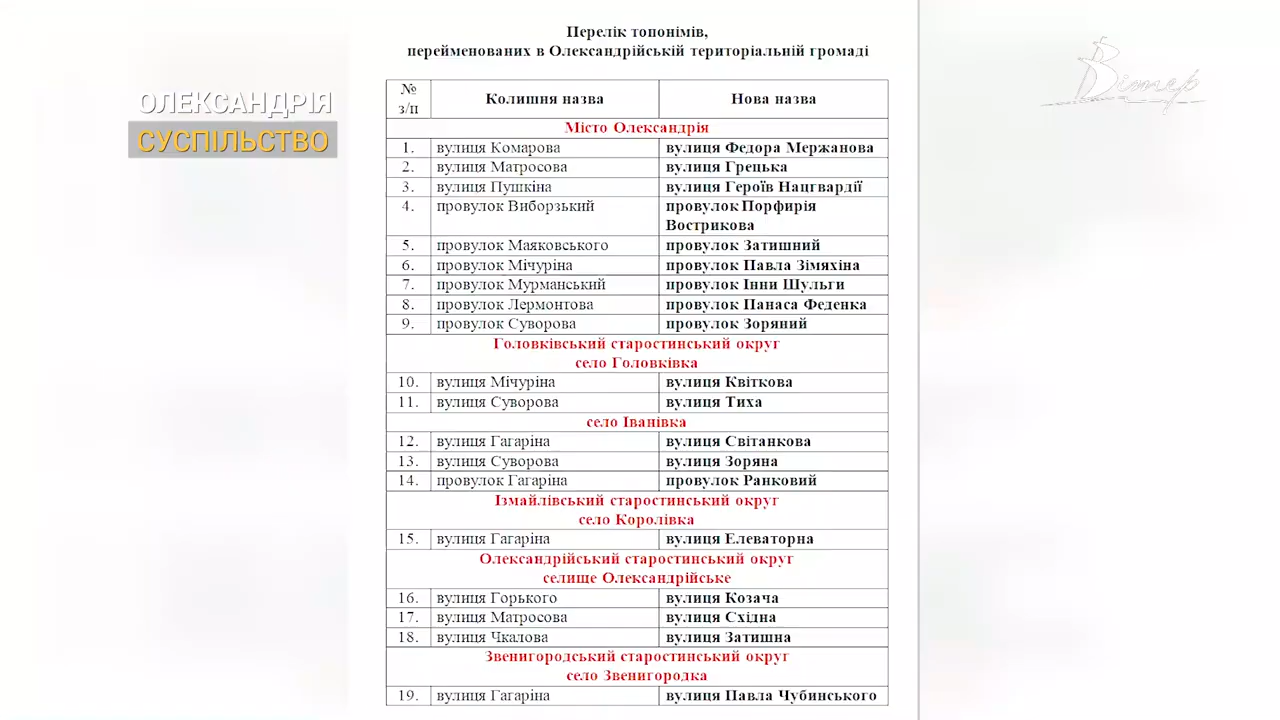 Перелік топонімів,
перейменованих в Олександрійській територіальній громаді
ОЛЕКСАНДРІЯ
СУСПІЛЬСТВО
Вітер
№ з/п Колишня назва Нова назва
Місто Олександрія
1. вулиця Комарова вулиця Федора Мержанова
2. вулиця Матросова вулиця Грецька
3. вулиця Пушкіна вулиця Героїв Нацгвардії
4. провулок Виборзький провулок Порфирія
Вострикова
5. провулок Маяковського провулок Затишний
6. провулок Мічуріна провулок Павла Зімяхіна
7. провулок Мурманський провулок Інни Шульги
8. провулок Лермонтова провулок Панаса Феденка
9. провулок Суворова провулок Зоряний
Головківський старостинський округ
село Головківка
10. вулиця Мічуріна вулиця Квіткова
11. вулиця Суворова вулиця Тиха
село Іванівка
12. вулиця Гагаріна вулиця Світанкова
13. вулиця Суворова вулиця Зоряна
14. провулок Гагаріна провулок Ранковий
Ізмайлівський старостинський округ
село Королівка
15. вулиця Гагаріна вулиця Елеваторна
Олександрійський старостинський округ
селище Олександрійське
16. вулиця Горького вулиця Козача
17. вулиця Матросова вулиця Східна
18. вулиця Чкалова вулиця Затишна
Звенигородський старостинський округ
село Звенигородка
19. вулиця Гагаріна вулиця Павла Чубинського